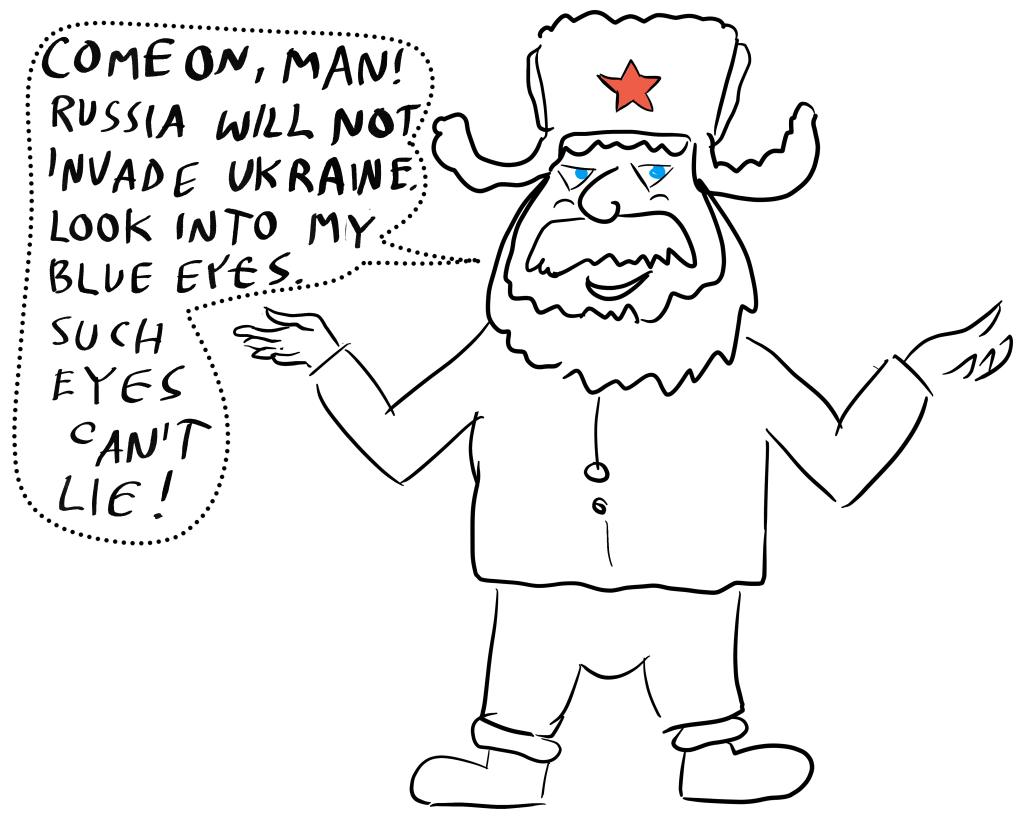 COME ON, MAN!
RUSSIA WILL NOT
INVADE UKRAINE.
LOOK INTO MY
BLUE EYES.
SUCH
EYES
CAN'T
LIE!